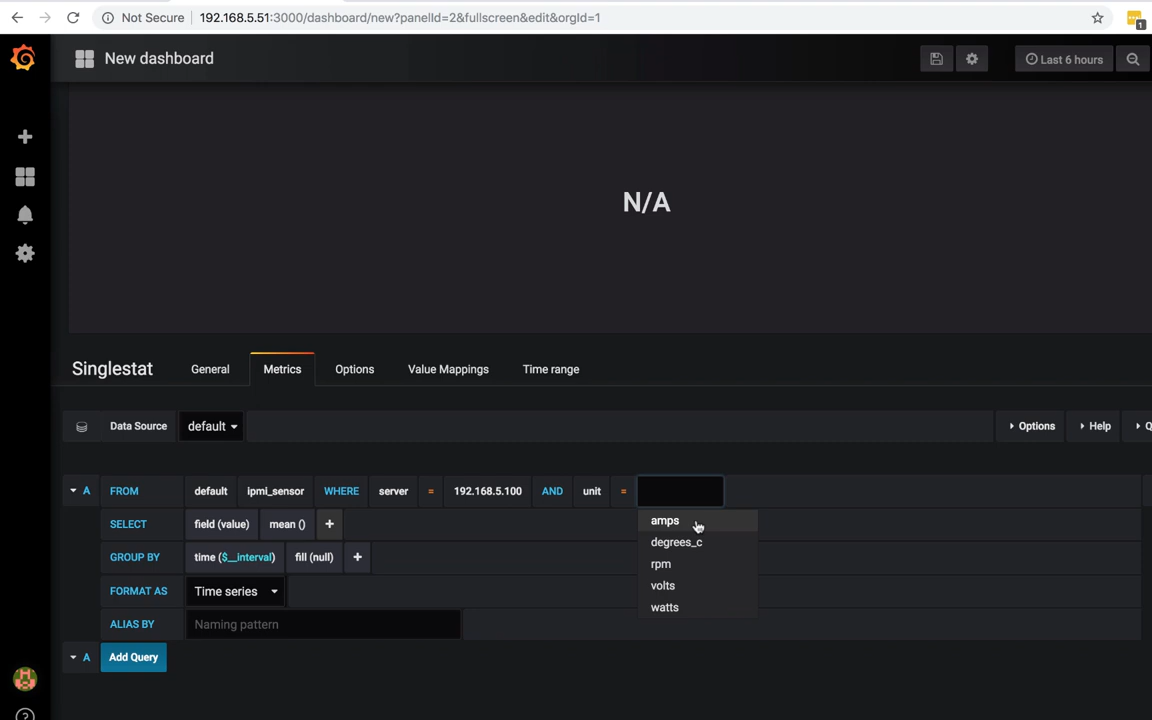 Not Secure 192.168.5.51:3000/dashboard/new?panelId=2&fullscreen&edit&orgId=1
1
New dashboard Last 6 hours
N/A
Singlestat General Metrics Options Value Mappings Time range
Data Source default Options Help Q
A FROM default ipmi_sensor WHERE server = 192.168.5.100 AND unit =
SELECT field (value) mean () + amps
degrees_c
GROUP BY time ($__interval) fill (null) + rpm
FORMAT AS Time series volts
watts
ALIAS BY Naming pattern
A Add Query